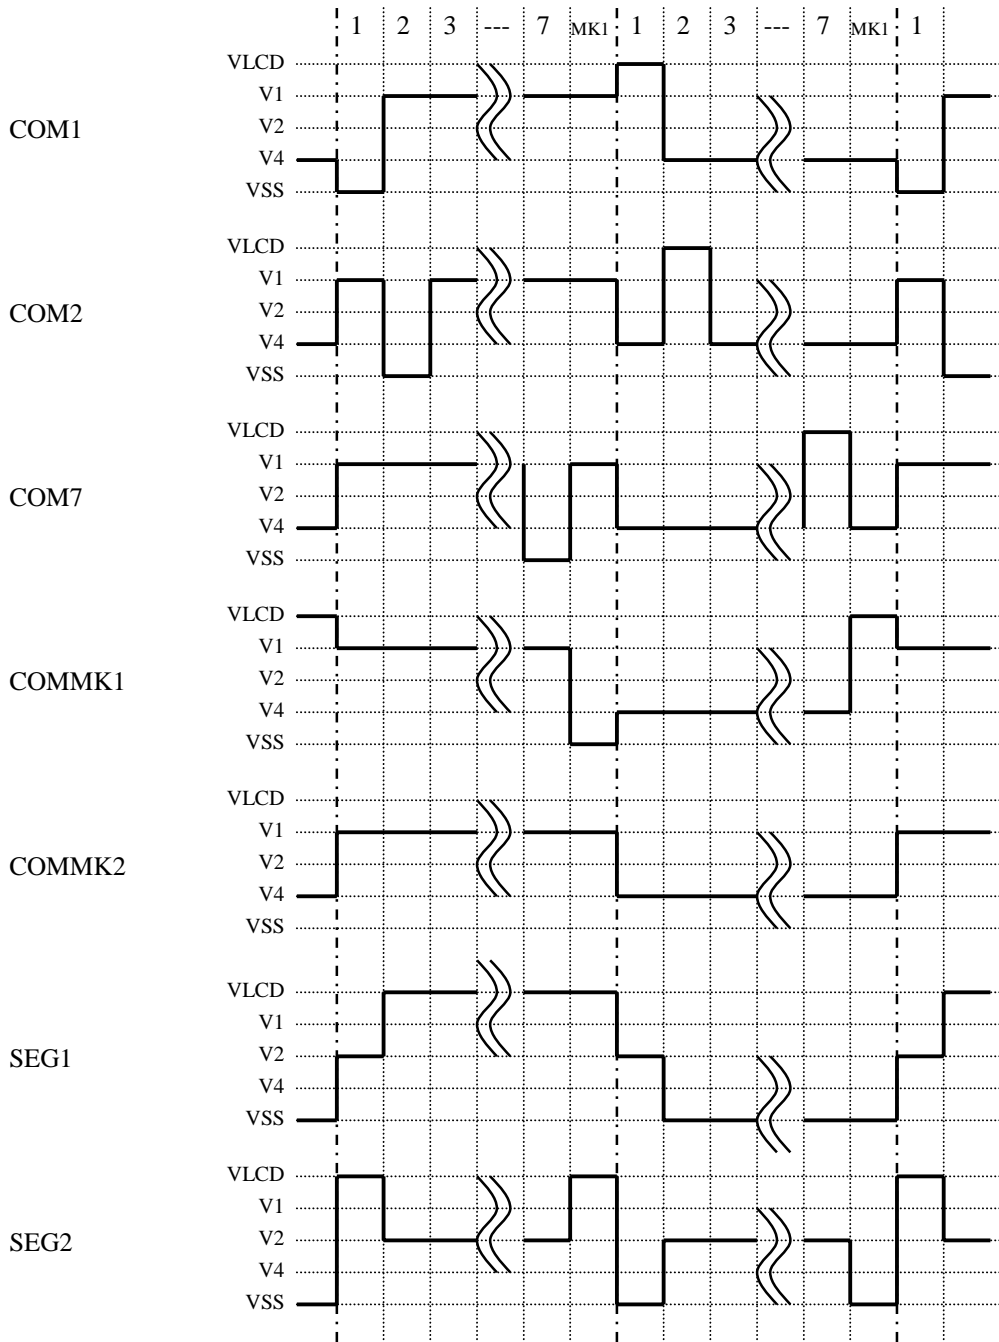 1 2 3 --- 7 MK1 1 2 3 --- 7 MK1 1
COM1
VLCD
V1
V2
V4
VSS
COM2
VLCD
V1
V2
V4
VSS
COM7
VLCD
V1
V2
V4
VSS
COMMK1
VLCD
V1
V2
V4
VSS
COMMK2
VLCD
V1
V2
V4
VSS
SEG1
VLCD
V1
V2
V4
VSS
SEG2
VLCD
V1
V2
V4
VSS